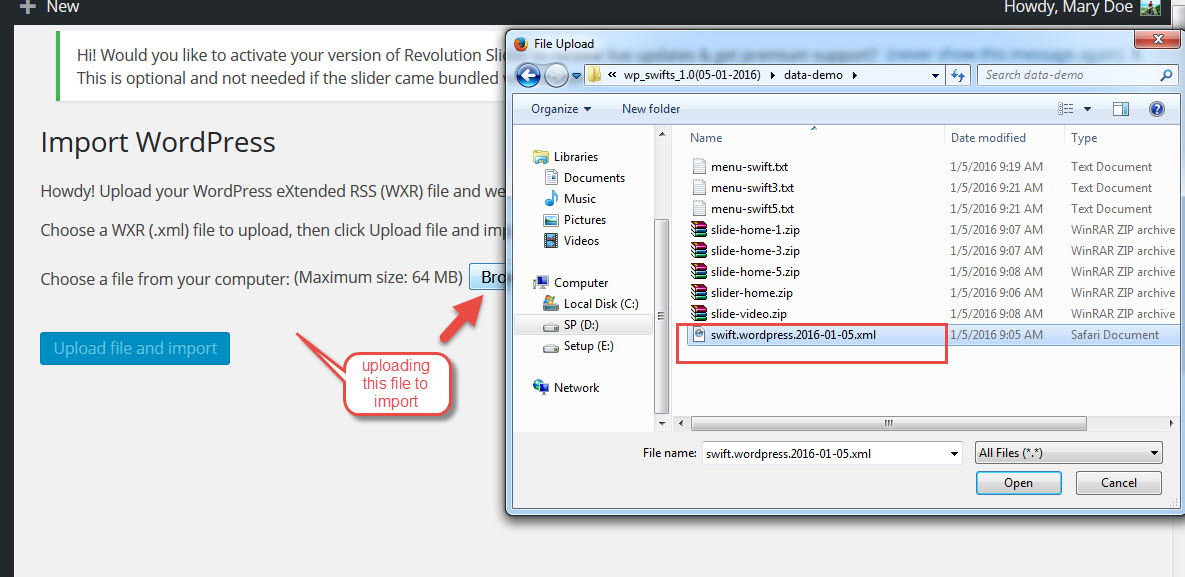 New
Howdy, Mary Doe
Hi! Would you like to activate your version of Revolution Sli
This is optional and not needed if the slider came bundled
Import WordPress
Howdy! Upload your WordPress eXtended RSS (WXR) file and we
Choose a WXR (.xml) file to upload, then click Upload file and imp
Choose a file from your computer: (Maximum size: 64 MB) Bro
Upload file and import
uploading
this file to
import
File Upload
« wp_swifts_1.0(05-01-2016) data-demo
Search data-demo
Organize New folder
Libraries
Documents
Music
Pictures
Videos
Computer
Local Disk (C:)
SP (D:)
Setup (E:)
Network
Name Date modified Type
menu-swift.txt 1/5/2016 9:19 AM Text Document
menu-swift3.txt 1/5/2016 9:21 AM Text Document
menu-swift5.txt 1/5/2016 9:21 AM Text Document
slide-home-1.zip 1/5/2016 9:07 AM WinRAR ZIP archive
slide-home-3.zip 1/5/2016 9:07 AM WinRAR ZIP archive
slide-home-5.zip 1/5/2016 9:08 AM WinRAR ZIP archive
slider-home.zip 1/5/2016 9:06 AM WinRAR ZIP archive
slide-video.zip 1/5/2016 9:08 AM WinRAR ZIP archive
swift.wordpress.2016-01-05.xml 1/5/2016 9:05 AM Safari Document
File name: swift.wordpress.2016-01-05.xml All Files (*.*)
Open Cancel